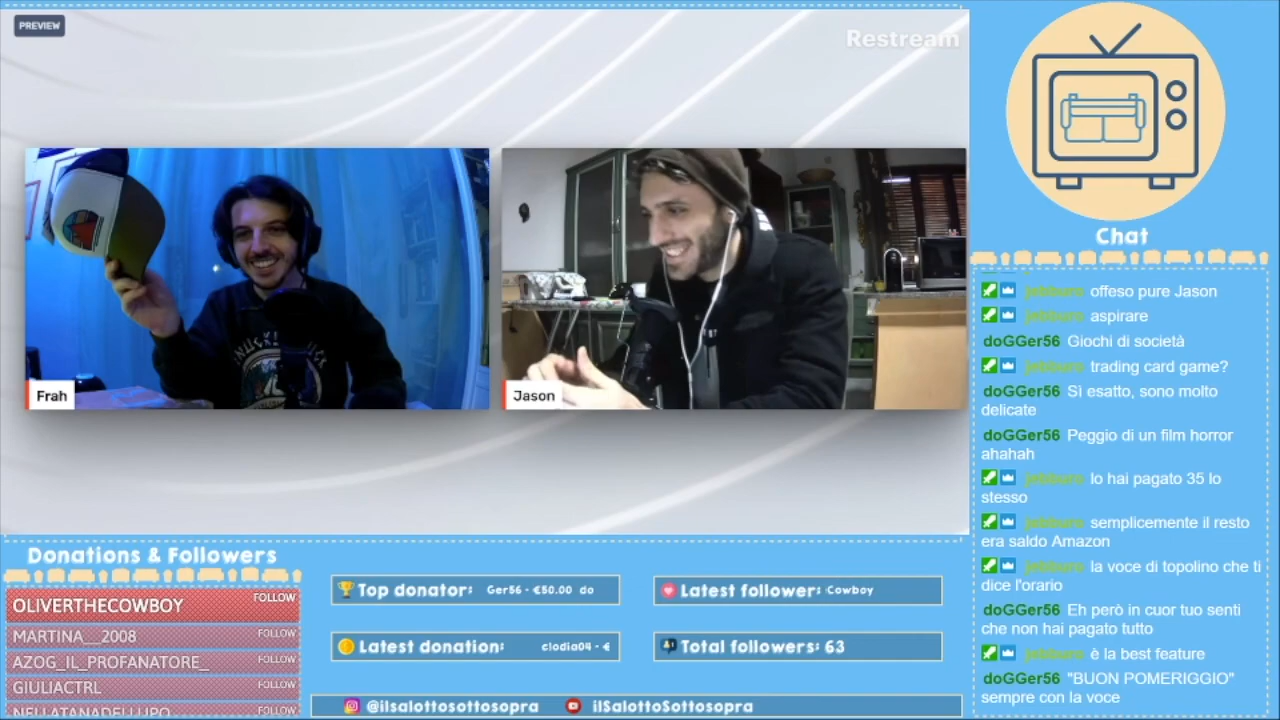 PREVIEW
Restream
Frah
Jason
Chat
offeso pure Jason
aspirare
doGGer56 Giochi di società
trading card game?
doGGer56 Sì esatto, sono molto
delicate
doGGer56 Peggio di un film horror
ahahah
lo hai pagato 35 lo
stesso
semplicemente il resto
era saldo Amazon
la voce di topolino che ti
dice l'orario
doGGer56 Eh però in cuor tuo senti
che non hai pagato tutto
è la best feature
doGGer56 "BUON POMERIGGIO"
sempre con la voce
Donations & Followers
OLIVERTHECOWBOY FOLLOW
MARTINA__2008 FOLLOW
AZOG_IL_PROFANATORE_ FOLLOW
GIULIACTRL FOLLOW
NELLATANADELLUPO FOLLOW
Top donator: Ger56 - €50.00 do
Latest follower: Cowboy
Latest donation: clodia04 - €
Total followers: 63
@ilsalottosottosopra ilSalottoSottosopra